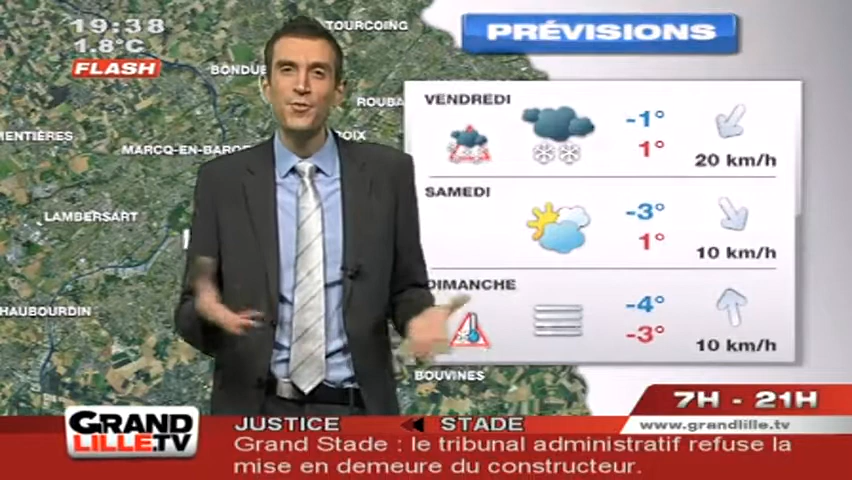 19:38
1.8°C
FLASH
TOURCOING
BONDUE
ROUBA
MENTIÈRES
MARCQ-EN-BARŒ
ROIX
LAMBERSART
HAUBOURDIN
BOUVINES
PRÉVISIONS
VENDREDI
-1°
1°
20 km/h
SAMEDI
-3°
1°
10 km/h
DIMANCHE
-4°
-3°
10 km/h
7H - 21H
www.grandlille.tv
GRAND
LILLE.TV
JUSTICE STADE
Grand Stade : le tribunal administratif refuse la
mise en demeure du constructeur.